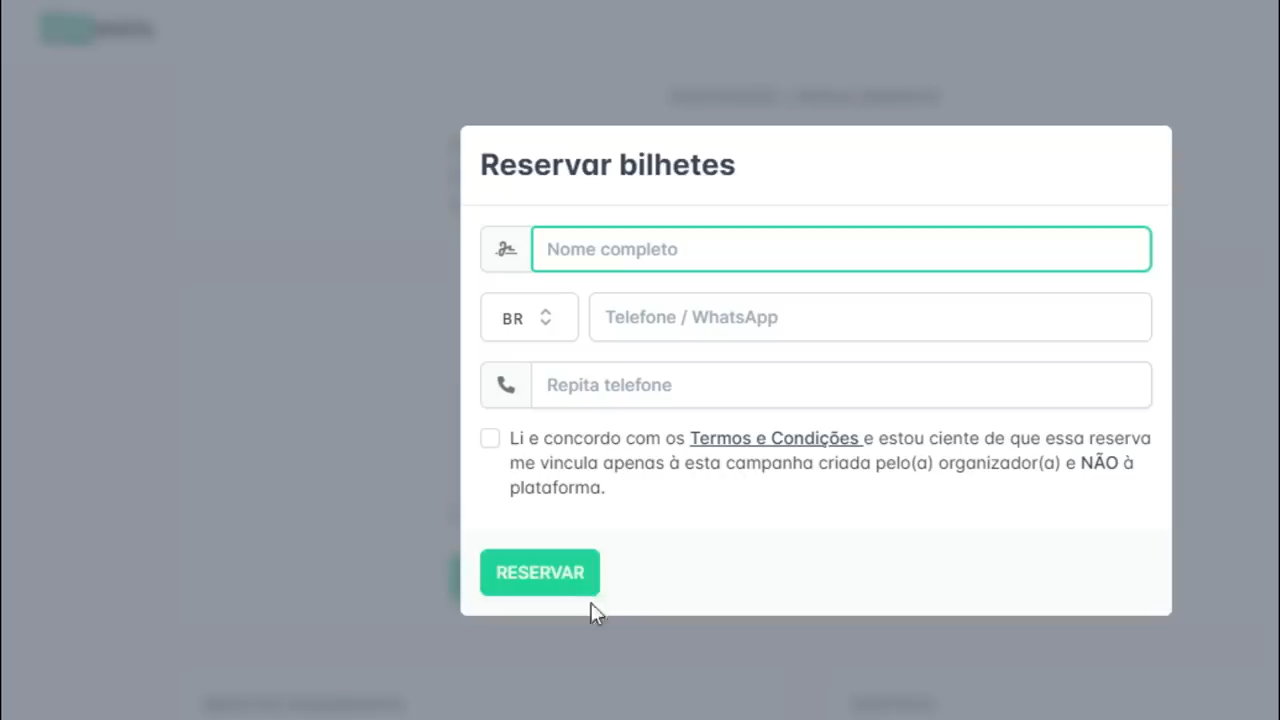 Reservar bilhetes
Nome completo
BR
Telefone / WhatsApp
Repita telefone
Li e concordo com os Termos e Condições e estou ciente de que essa reserva
me vincula apenas à esta campanha criada pelo(a) organizador(a) e NÃO à
plataforma.
RESERVAR